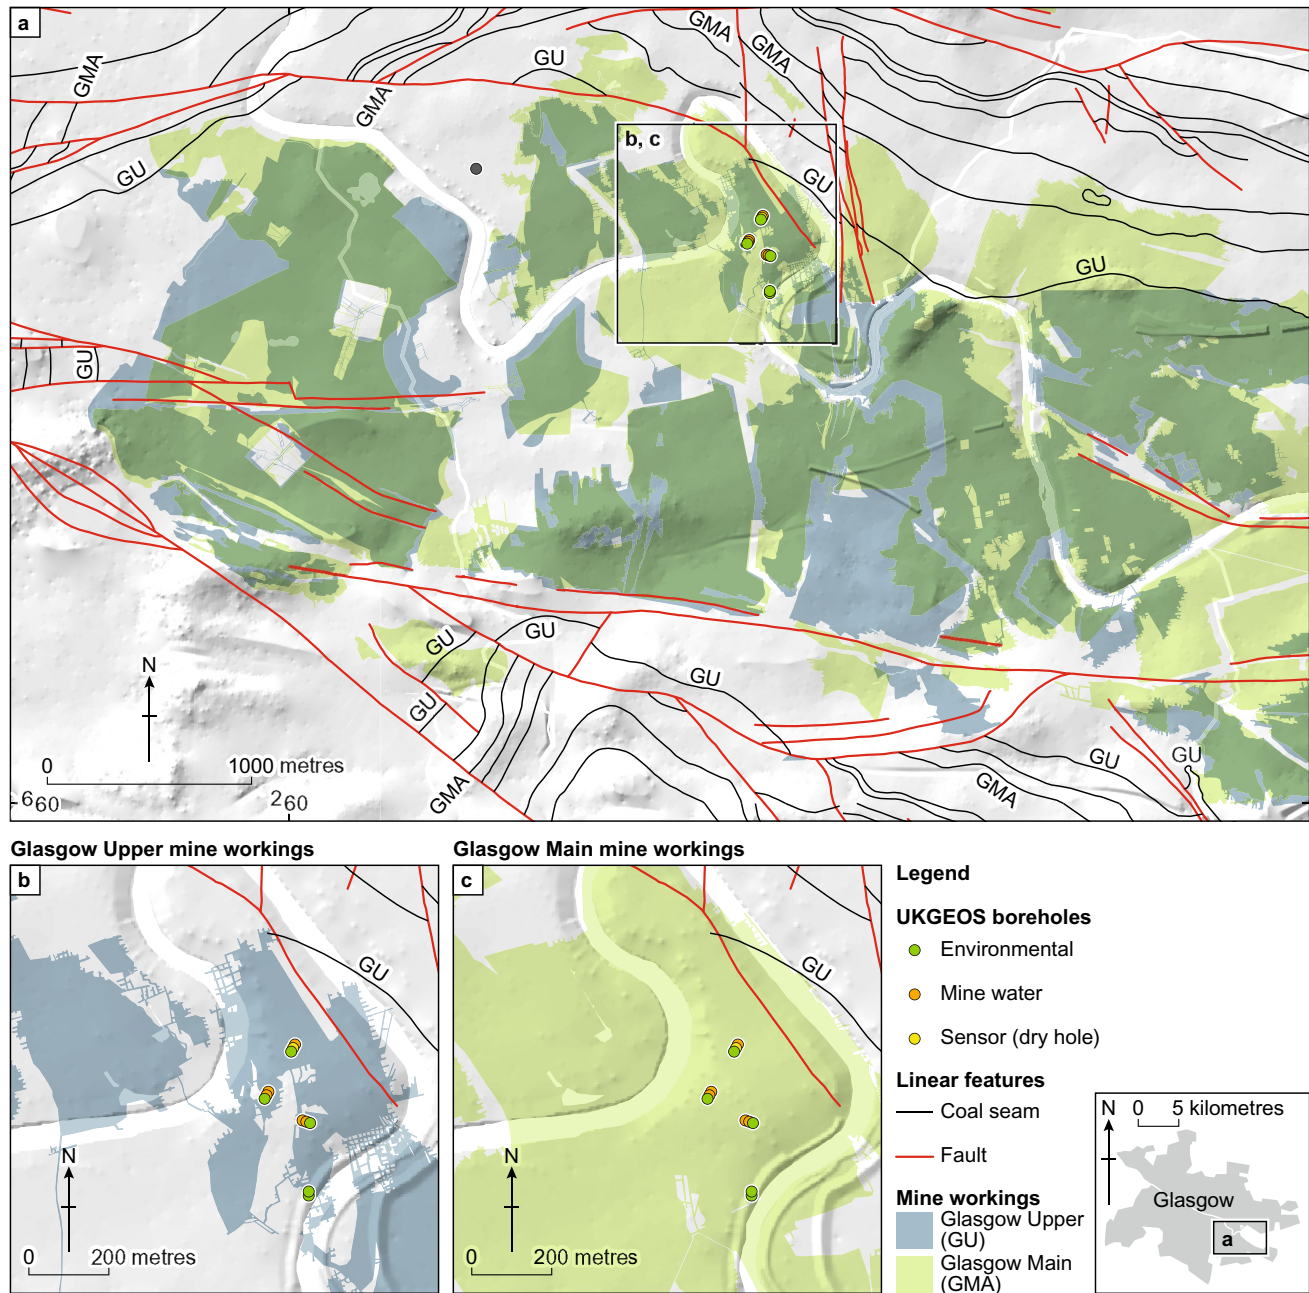 a
GMA
GU
GMA
GU
GMA
GMA
b, c
GU
GU
GU
GU
GU
GU
GU
GMA
GMA
GU
GU
N
0 1000 metres
660
260
Glasgow Upper mine workings
b
GU
N
0 200 metres
Glasgow Main mine workings
c
GU
N
0 200 metres
Legend
UKGEOS boreholes
Environmental
Mine water
Sensor (dry hole)
Linear features
Coal seam
Fault
Mine workings
Glasgow Upper
(GU)
Glasgow Main
(GMA)
N 0 5 kilometres
Glasgow
a